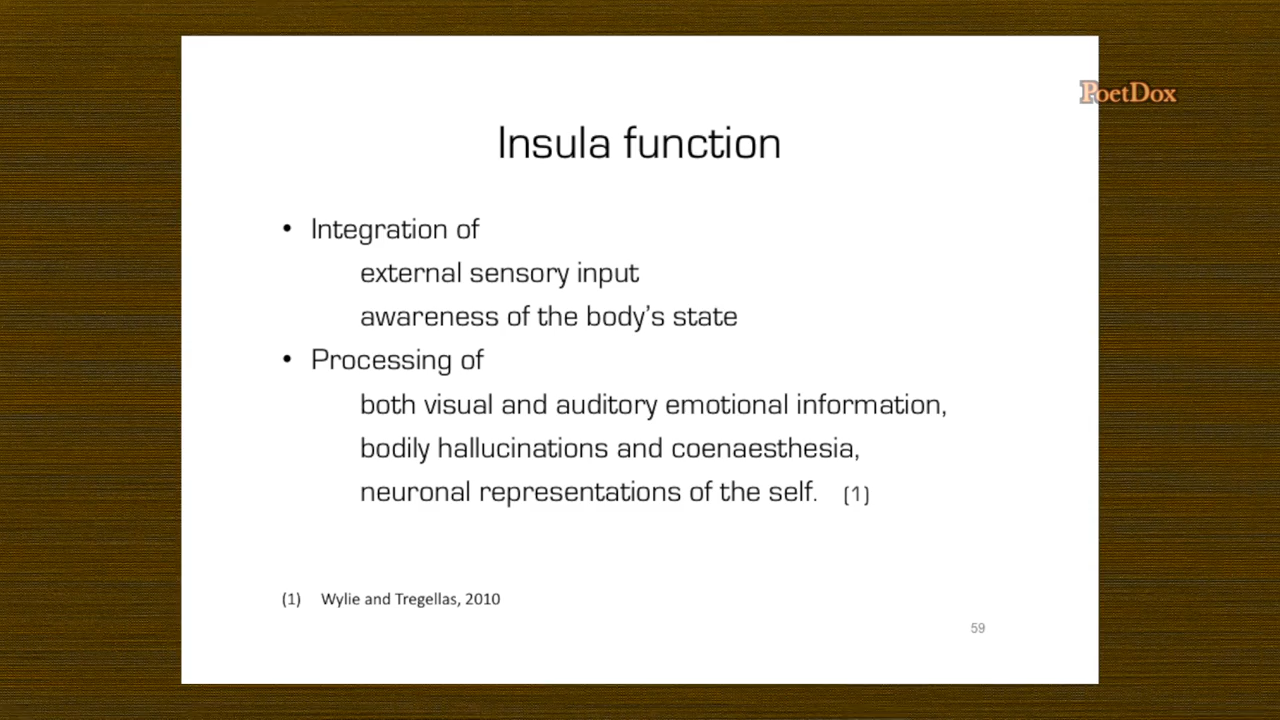 PoetDox
Insula function
• Integration of
external sensory input
awareness of the body’s state
• Processing of
both visual and auditory emotional information,
bodily hallucinations and coenaesthesia,
neuronal representations of the self. (1)
(1) Wylie and Tregellas, 2010
59